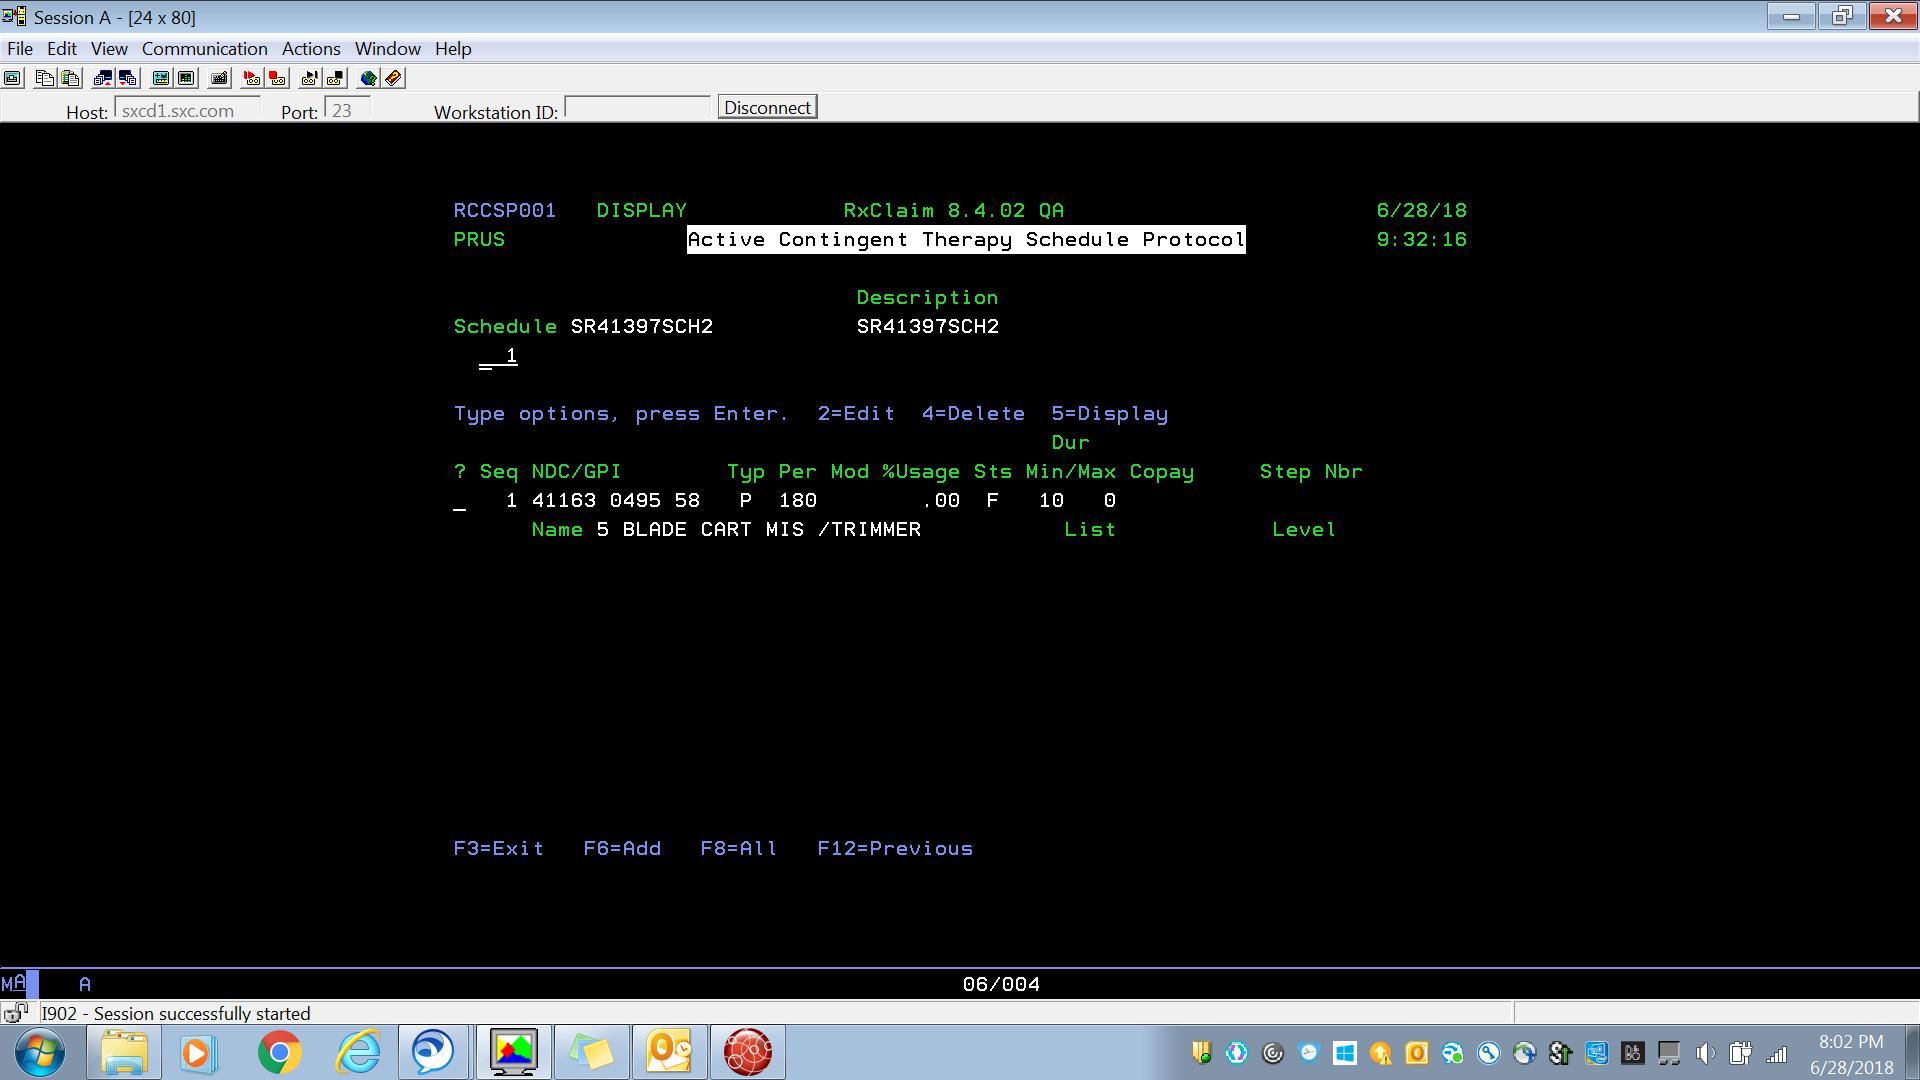 Session A - [24 x 80]
File Edit View Communication Actions Window Help
Host: sxcd1.sxc.com Port: 23 Workstation ID: Disconnect
RCCSP001 DISPLAY RxClaim 8.4.02 QA 6/28/18
PRUS Active Contingent Therapy Schedule Protocol 9:32:16
Description
Schedule SR41397SCH2 SR41397SCH2
1
Type options, press Enter. 2=Edit 4=Delete 5=Display
Dur
? Seq NDC/GPI Typ Per Mod %Usage Sts Min/Max Copay Step Nbr
_ 1 41163 0495 58 P 180 .00 F 10 0
Name 5 BLADE CART MIS /TRIMMER List Level
F3=Exit F6=Add F8=All F12=Previous
MA A 06/004
I902 - Session successfully started
8:02 PM
6/28/2018